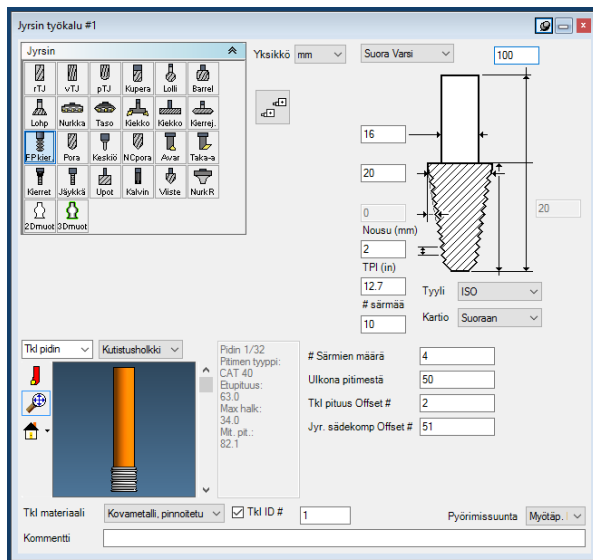 Jyrsin työkalu #1
Jyrsin
rTJ vTJ pTJ Kupera Lolli Barrel
Lohp Nurkka Taso Kiekko Kiekko Kierrej.
FP.kier. Pora Keskiö NCpora Avar Taka-a
Kierret Jäykkä Upot Kalvin Viiste NurkR
2Dmuot 3Dmuot
Yksikkö mm Suora Varsi 100
16
20
0
20
Nousu (mm)
2
TPI (in)
12.7
# särmää
10
Tyyli ISO
Kartio Suoraan
Tkl pidin Kutistusholkki
Pidin 1/32
Pitimen tyyppi:
CAT 40
Etupituus:
63.0
Max halk:
34.0
Mit. pit.:
82.1
# Särmien määrä 4
Ulkona pitimestä 50
Tkl pituus Offset # 2
Jyr. sädekomp Offset # 51
Tkl materiaali Kovametalli, pinnoitetu Tkl ID # 1 Pyörimissuunta Myötäp.
Kommentti